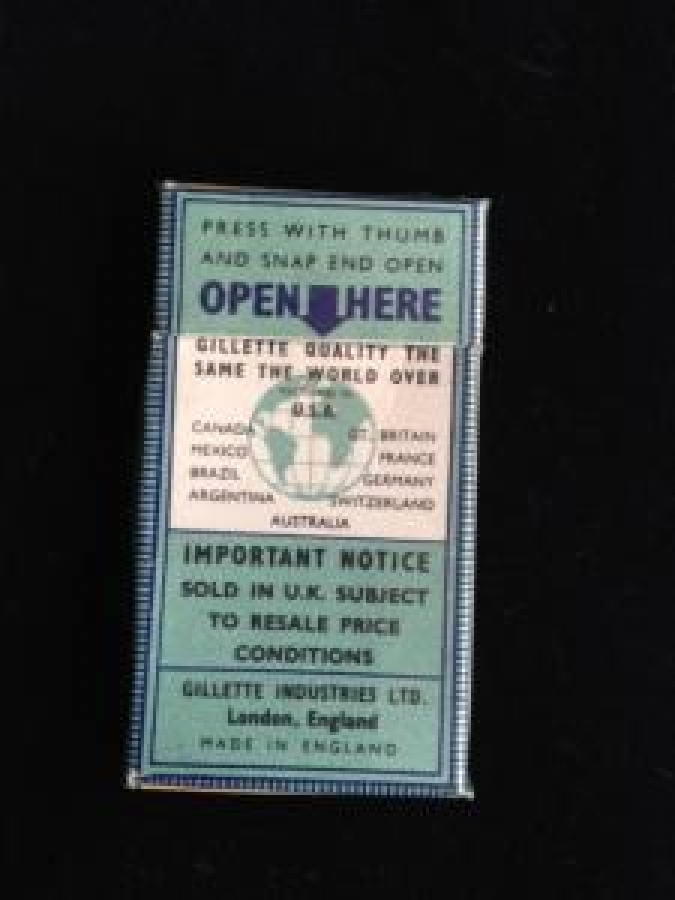 PRESS WITH THUMB
AND SNAP END OPEN
OPEN HERE
GILLETTE QUALITY THE
SAME THE WORLD OVER
U.S.A.
CANADA GT. BRITAIN
MEXICO FRANCE
BRAZIL GERMANY
ARGENTINA SWITZERLAND
AUSTRALIA
IMPORTANT NOTICE
SOLD IN U.K. SUBJECT
TO RESALE PRICE
CONDITIONS
GILLETTE INDUSTRIES LTD.
London, England
MADE IN ENGLAND